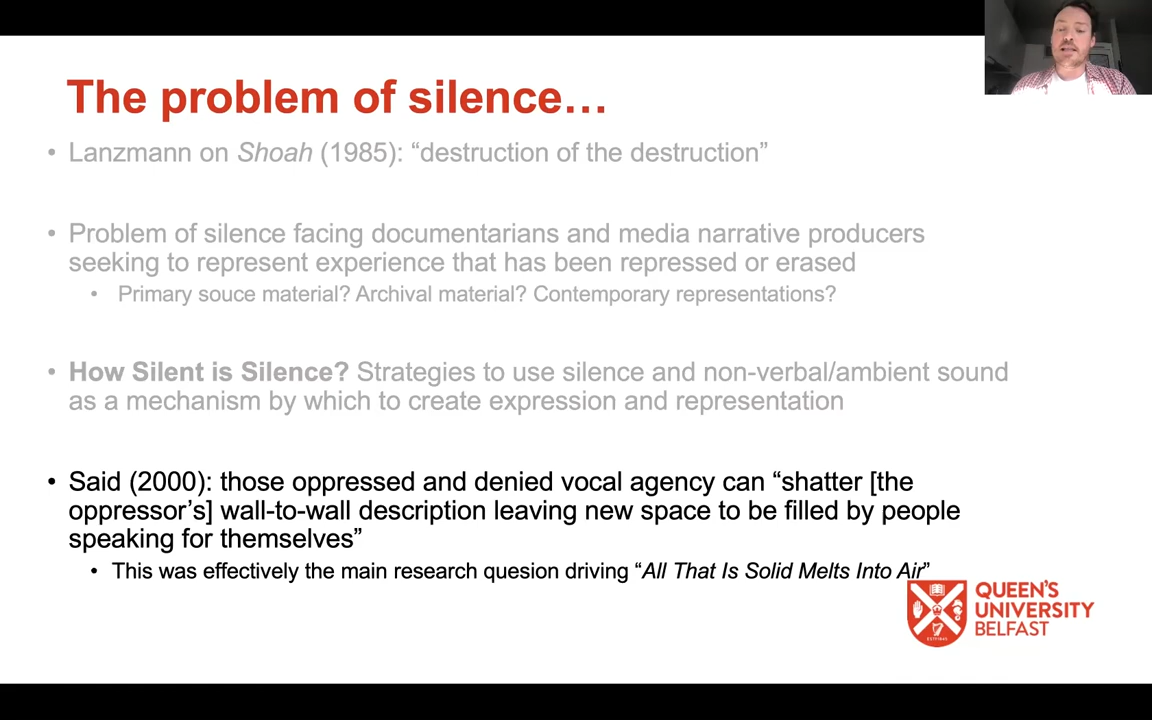 The problem of silence…
• Lanzmann on Shoah (1985): “destruction of the destruction”
• Problem of silence facing documentarians and media narrative producers
seeking to represent experience that has been repressed or erased
• Primary souce material? Archival material? Contemporary representations?
• How Silent is Silence? Strategies to use silence and non-verbal/ambient sound
as a mechanism by which to create expression and representation
• Said (2000): those oppressed and denied vocal agency can “shatter [the
oppressor’s] wall-to-wall description leaving new space to be filled by people
speaking for themselves”
• This was effectively the main research quesion driving “All That Is Solid Melts Into Air”
QUEEN’S
UNIVERSITY
BELFAST